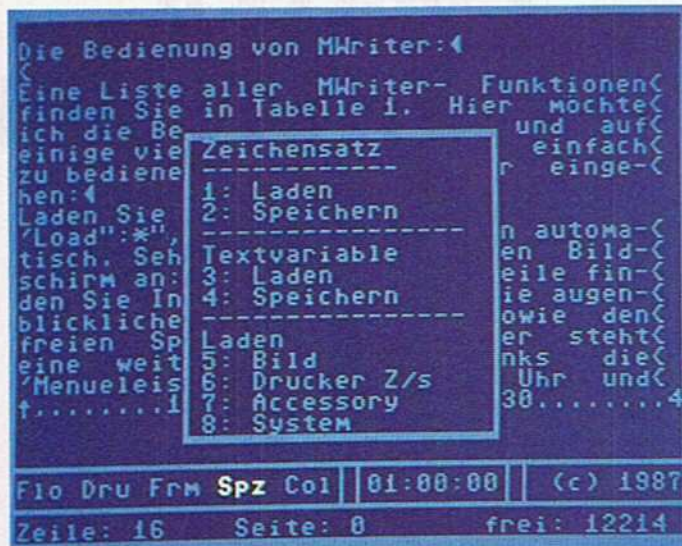 Die Bedienung von MWriter:
Eine Liste aller MWriter- Funktionen
finden Sie in Tabelle 1. Hier möchte
ich die Be und auf
einige vie einfach
zu bediene r einge-
hen:
Laden Sie
'Load":*", n automa-
tisch. Seh en Bild-
schirm an: eile fin-
den Sie In ie augen-
blickliche owie den
freien Sp er steht
eine weit nks die
'Menueleis Uhr und
↑........1 30........4
Zeichensatz
------------
1: Laden
2: Speichern
----------------
Textvariable
3: Laden
4: Speichern
----------------
Laden
5: Bild
6: Drucker Z/s
7: Accessory
8: System
Flo Dru Frm Spz Col 01:00:00 (c) 1987
Zeile: 16 Seite: 0 frei: 12214